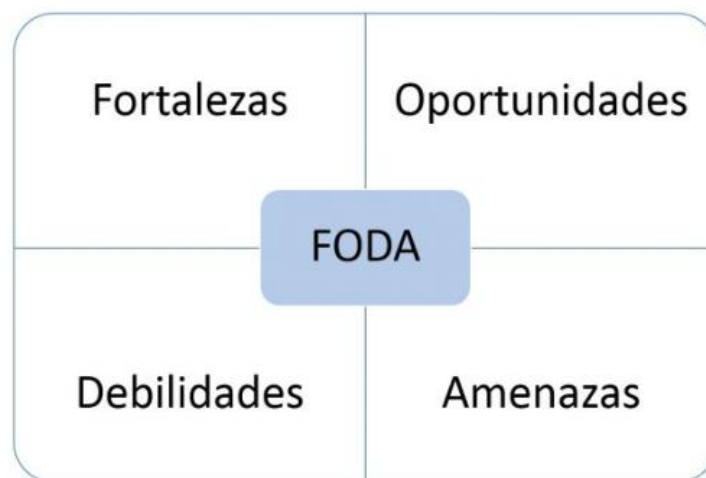 Fortalezas
Oportunidades
FODA
Debilidades
Amenazas